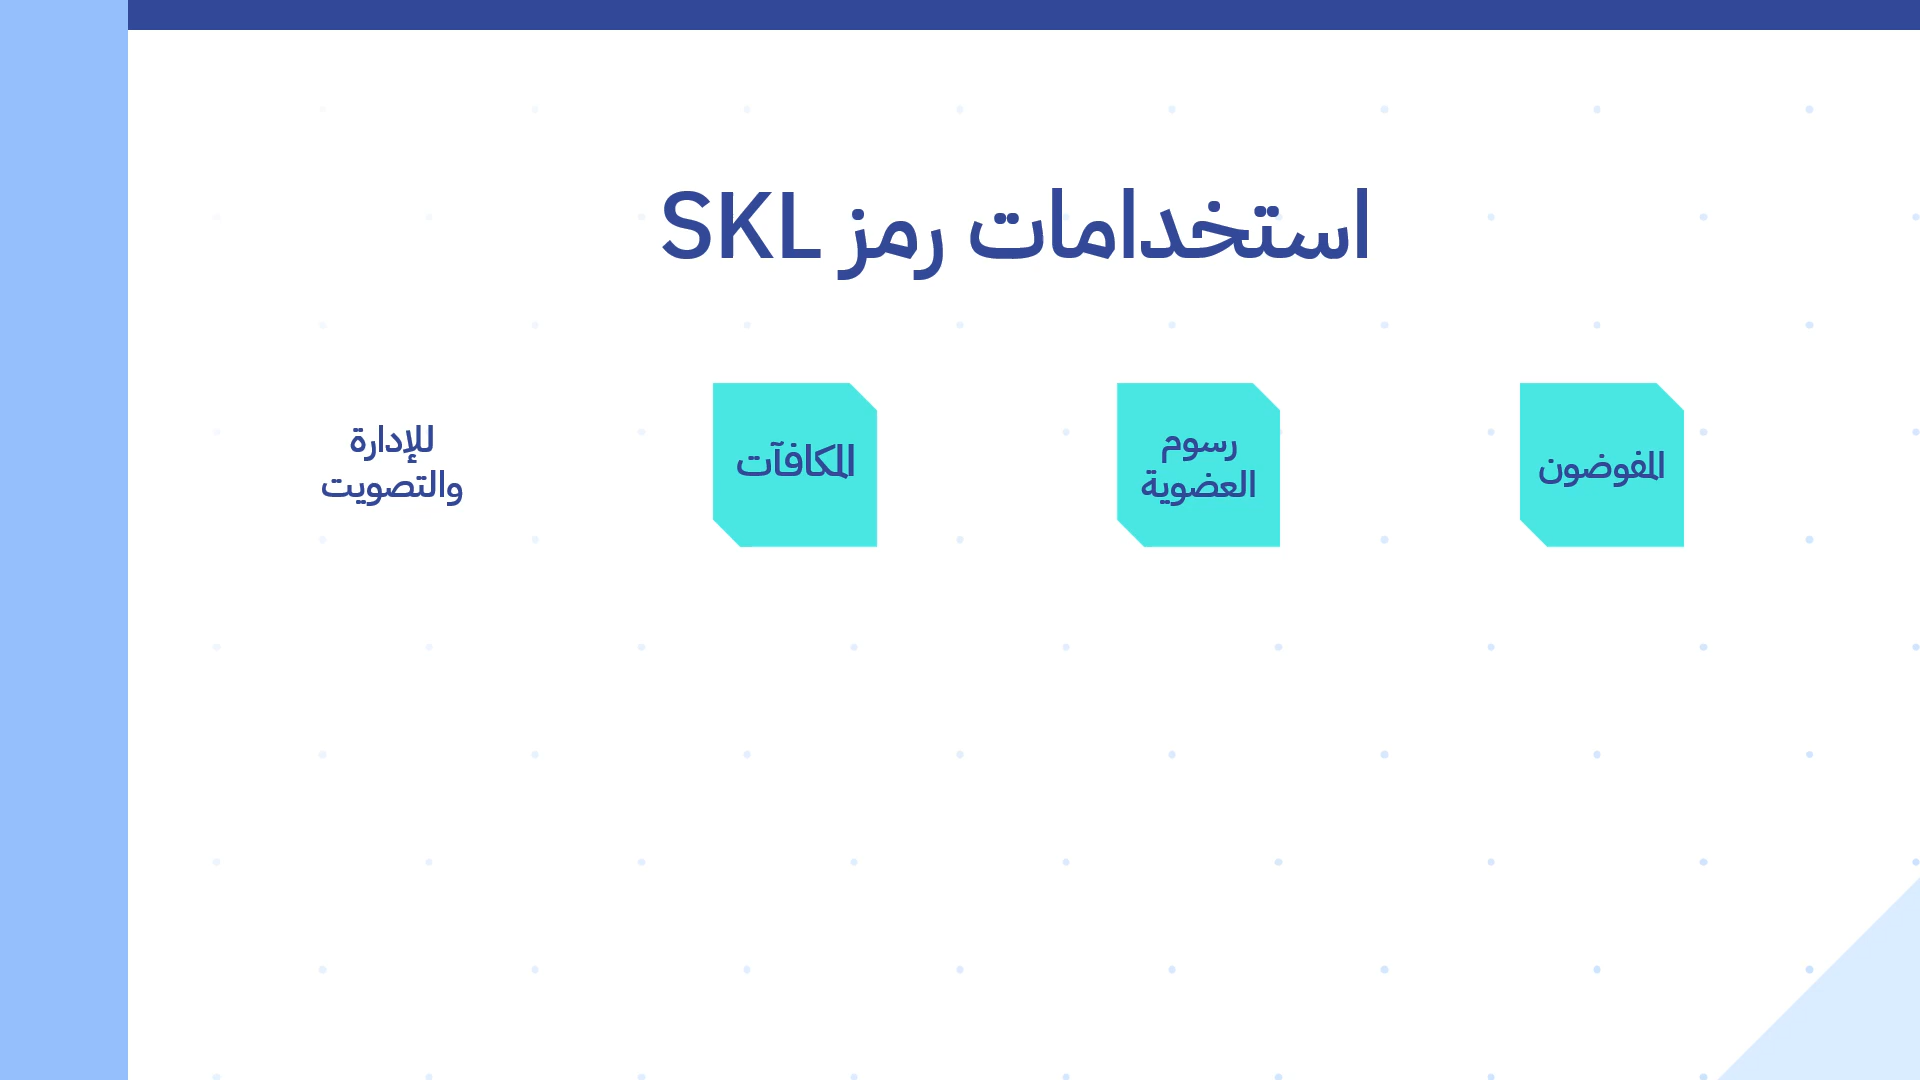 استخدامات رمز SKL
المفوضون
رسوم
العضوية
المكافآت
للإدارة
والتصويت